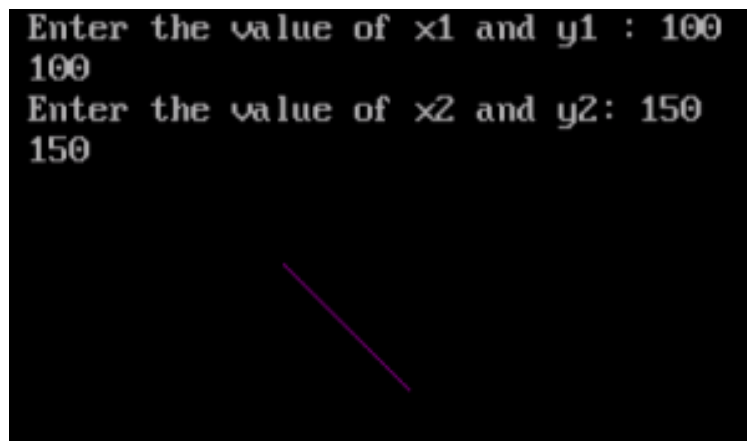 Enter the value of x1 and y1 : 100
100
Enter the value of x2 and y2: 150
150